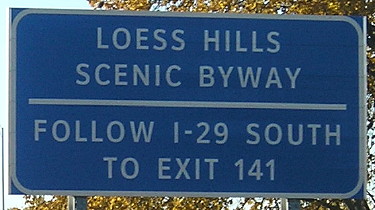 LOESS HILLS
SCENIC BYWAY
FOLLOW I-29 SOUTH
TO EXIT 141